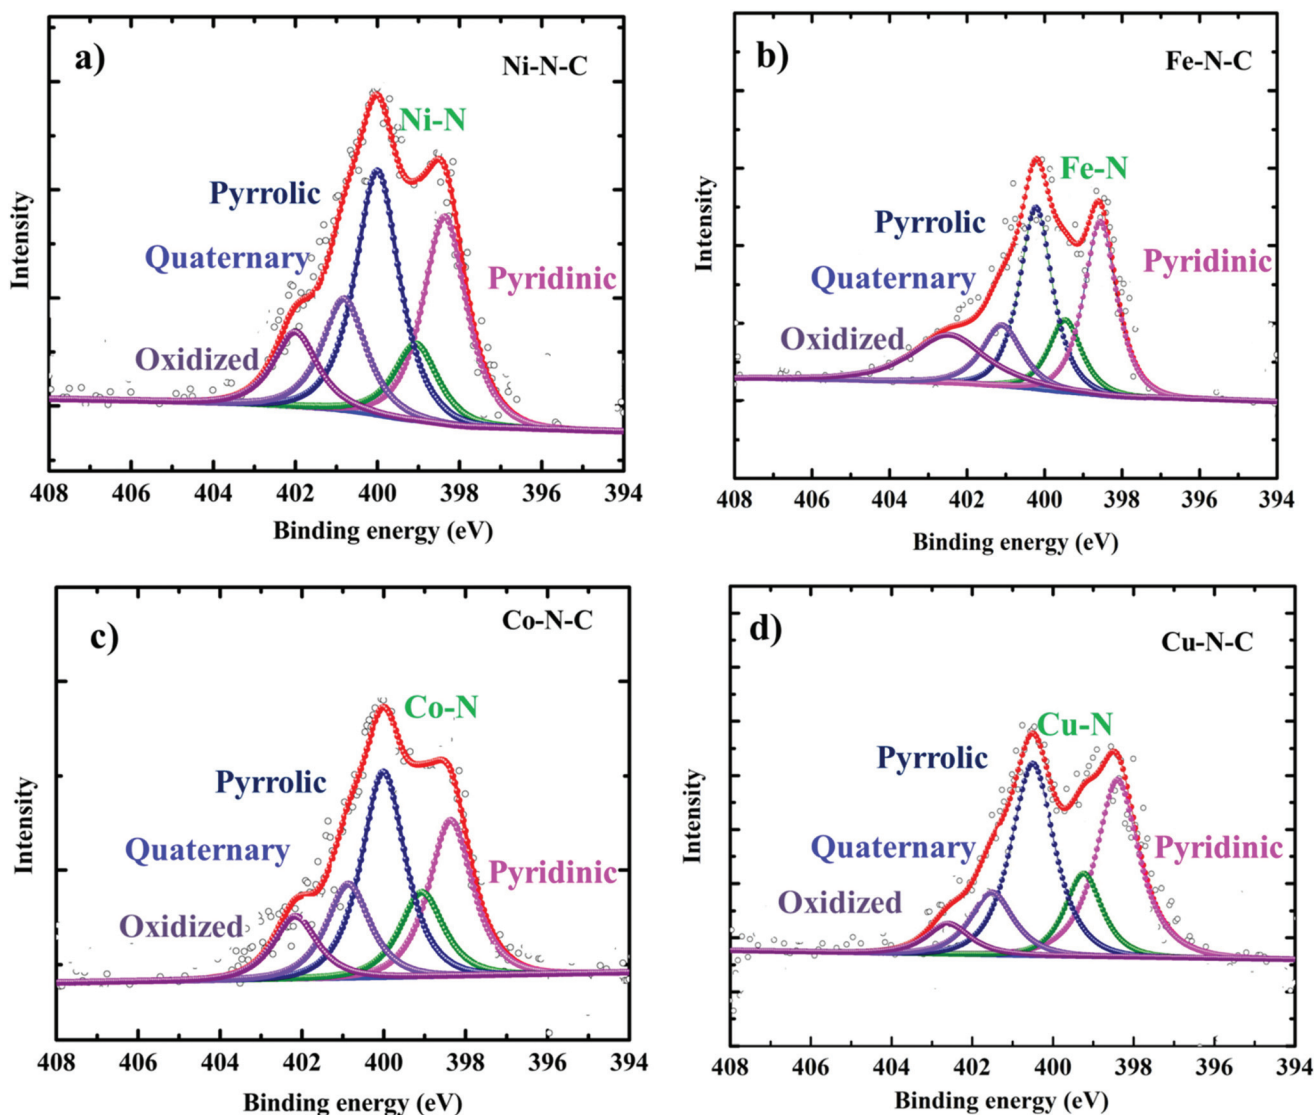 a)
Ni-N-C
Ni-N
Pyrrolic
Quaternary
Pyridinic
Oxidized
Intensity
408 406 404 402 400 398 396 394
Binding energy (eV)
b)
Fe-N-C
Fe-N
Pyrrolic
Quaternary
Pyridinic
Oxidized
Intensity
408 406 404 402 400 398 396 394
Binding energy (eV)
c)
Co-N-C
Co-N
Pyrrolic
Quaternary
Pyridinic
Oxidized
Intensity
408 406 404 402 400 398 396 394
Binding energy (eV)
d)
Cu-N-C
Cu-N
Pyrrolic
Quaternary
Pyridinic
Oxidized
Intensity
408 406 404 402 400 398 396 394
Binding energy (eV)